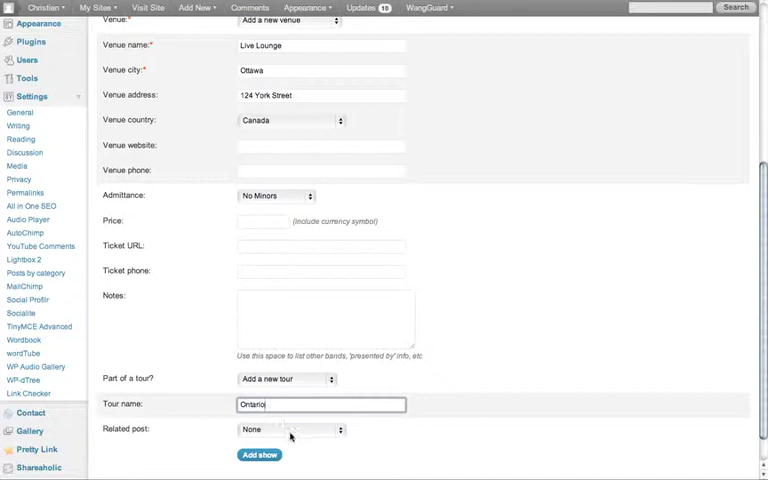 Christien My Sites Visit Site Add New Comments Appearance Updates 10 WangGuard Search
Appearance
Plugins
Users
Tools
Settings
General
Writing
Reading
Discussion
Media
Privacy
Permalinks
All in One SEO
Audio Player
AutoChimp
YouTube Comments
Lightbox 2
Posts by category
MailChimp
Social Profilr
Socialite
TinyMCE Advanced
Wordbook
wordTube
WP Audio Gallery
WP-dTree
Link Checker
Contact
Gallery
Pretty Link
Shareaholic
Venue:* Add a new venue
Venue name:* Live Lounge
Venue city:* Ottawa
Venue address: 124 York Street
Venue country: Canada
Venue website:
Venue phone:
Admittance: No Minors
Price: (include currency symbol)
Ticket URL:
Ticket phone:
Notes:
Use this space to list other bands, 'presented by' info, etc
Part of a tour? Add a new tour
Tour name: Ontario
Related post: None
Add show